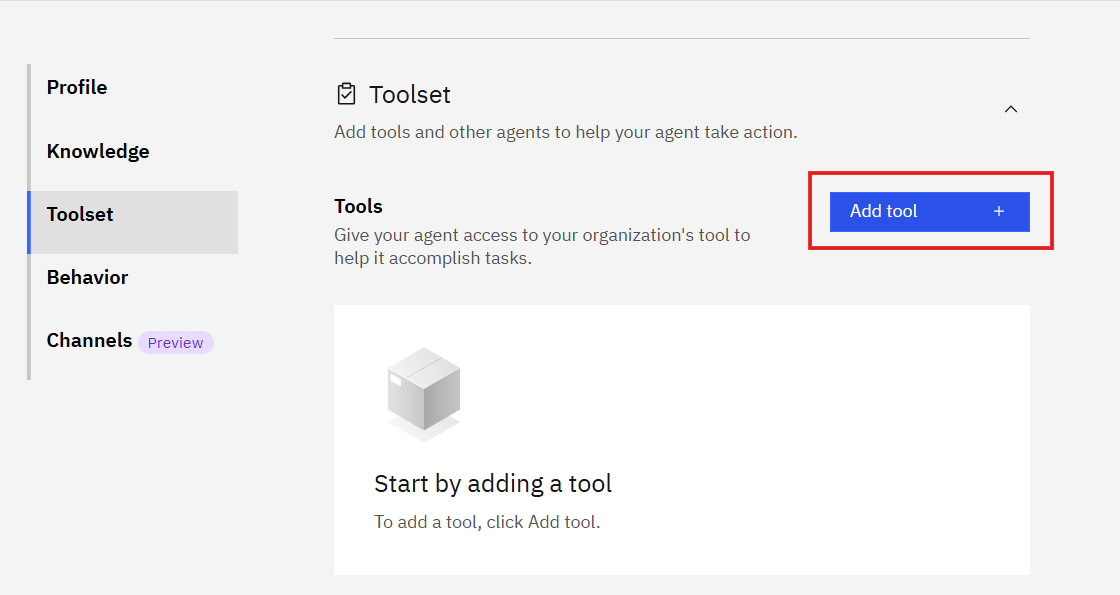 Profile
Knowledge
Toolset
Behavior
Channels Preview
Toolset
Add tools and other agents to help your agent take action.
Tools
Give your agent access to your organization's tool to
help it accomplish tasks.
Add tool +
Start by adding a tool
To add a tool, click Add tool.